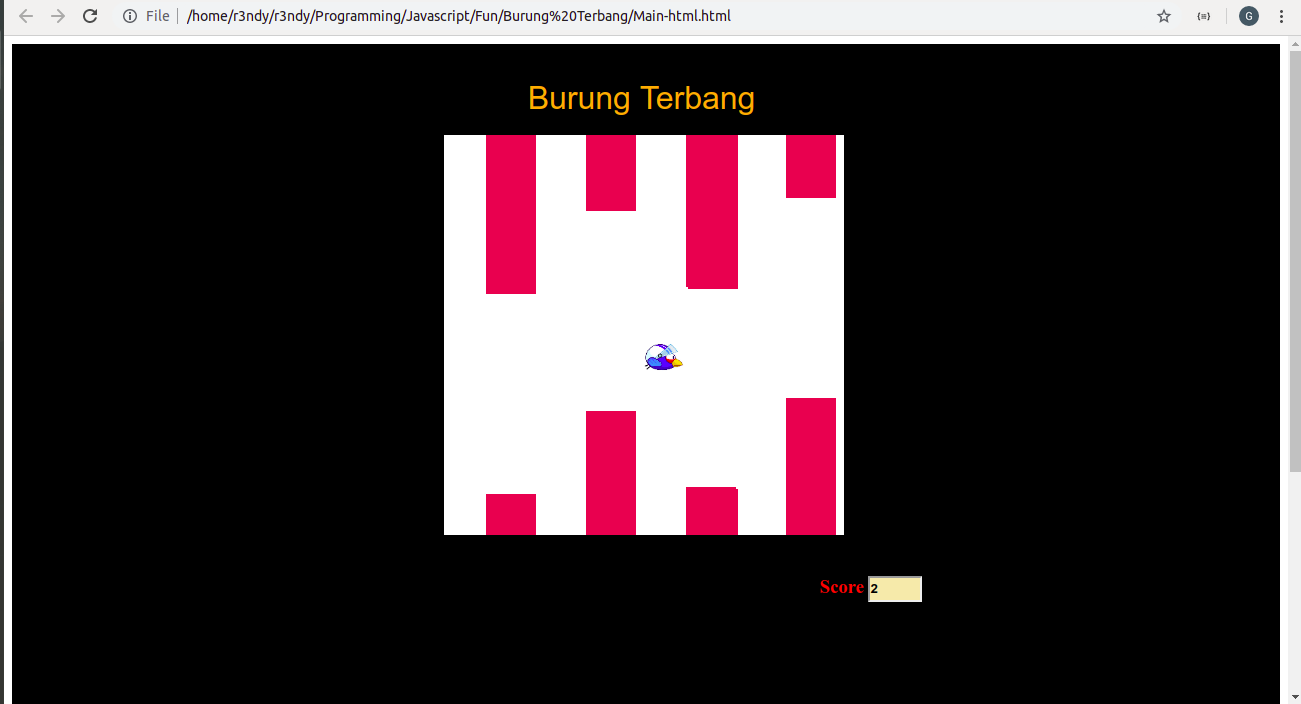 File /home/r3ndy/r3ndy/Programming/Javascript/Fun/Burung%20Terbang/Main-html.html
G
Burung Terbang
Score 2